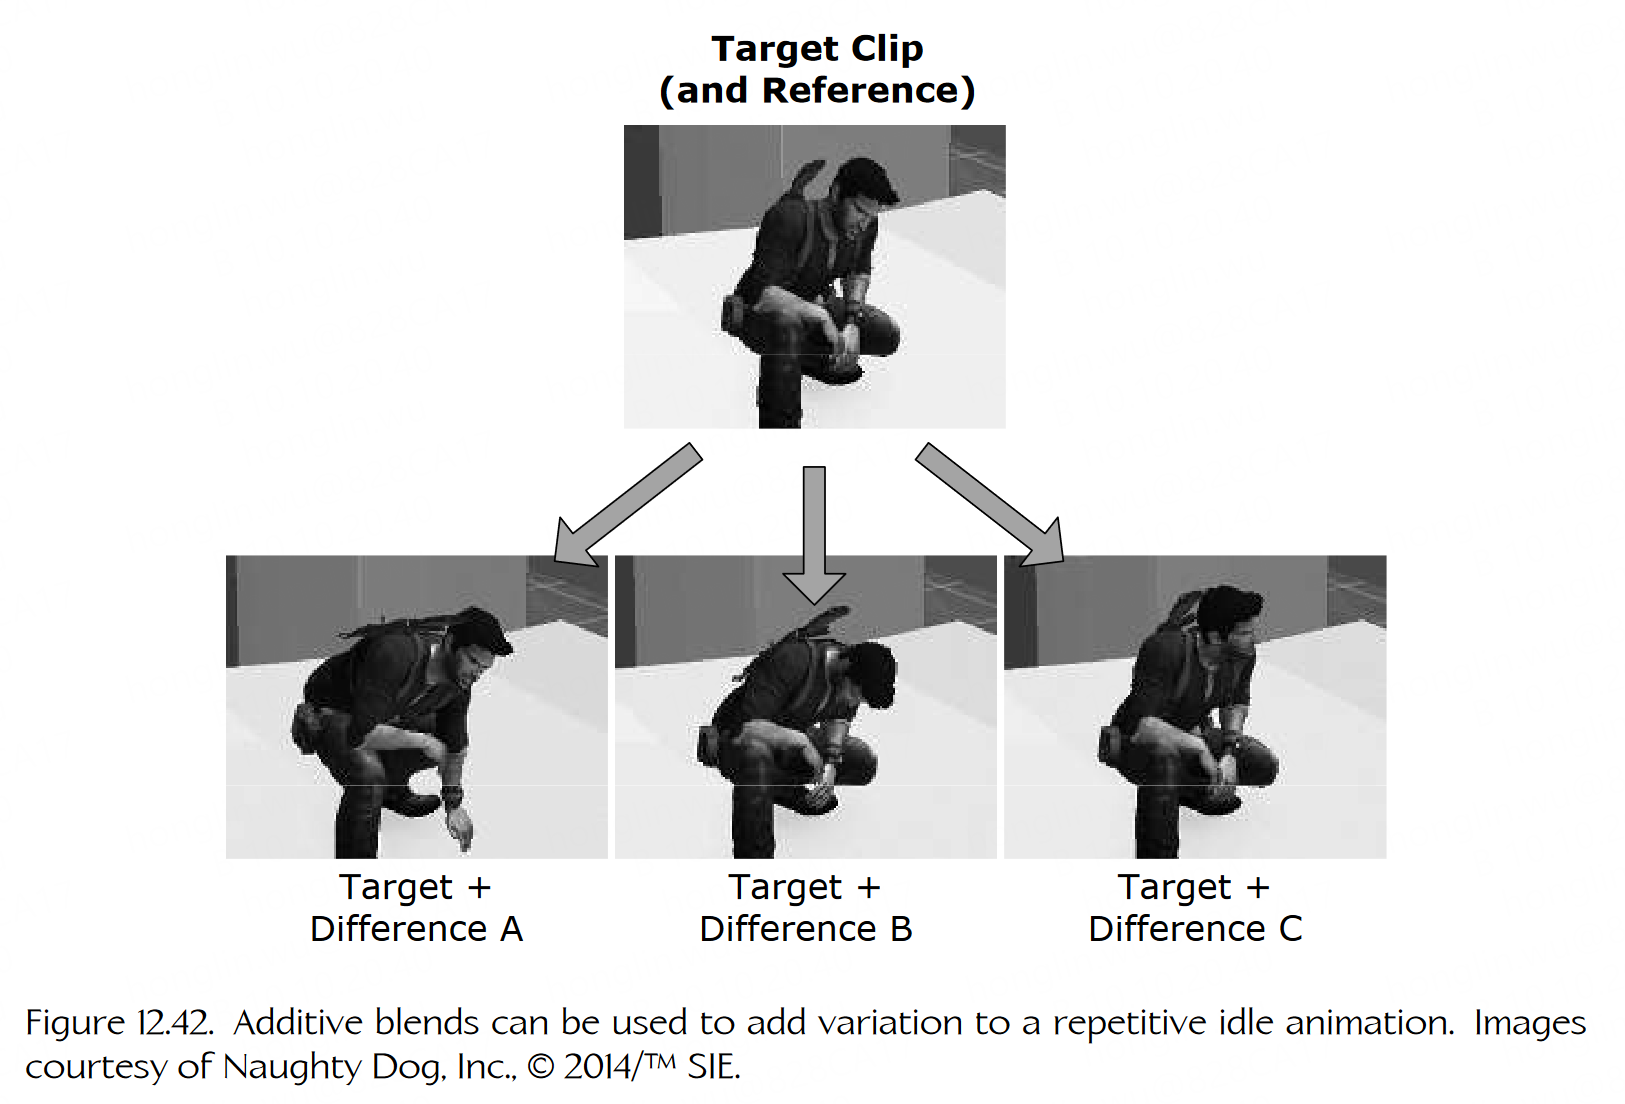 Target Clip
(and Reference)
Target +
Difference A
Target +
Difference B
Target +
Difference C
Figure 12.42. Additive blends can be used to add variation to a repetitive idle animation. Images
courtesy of Naughty Dog, Inc., © 2014/™ SIE.